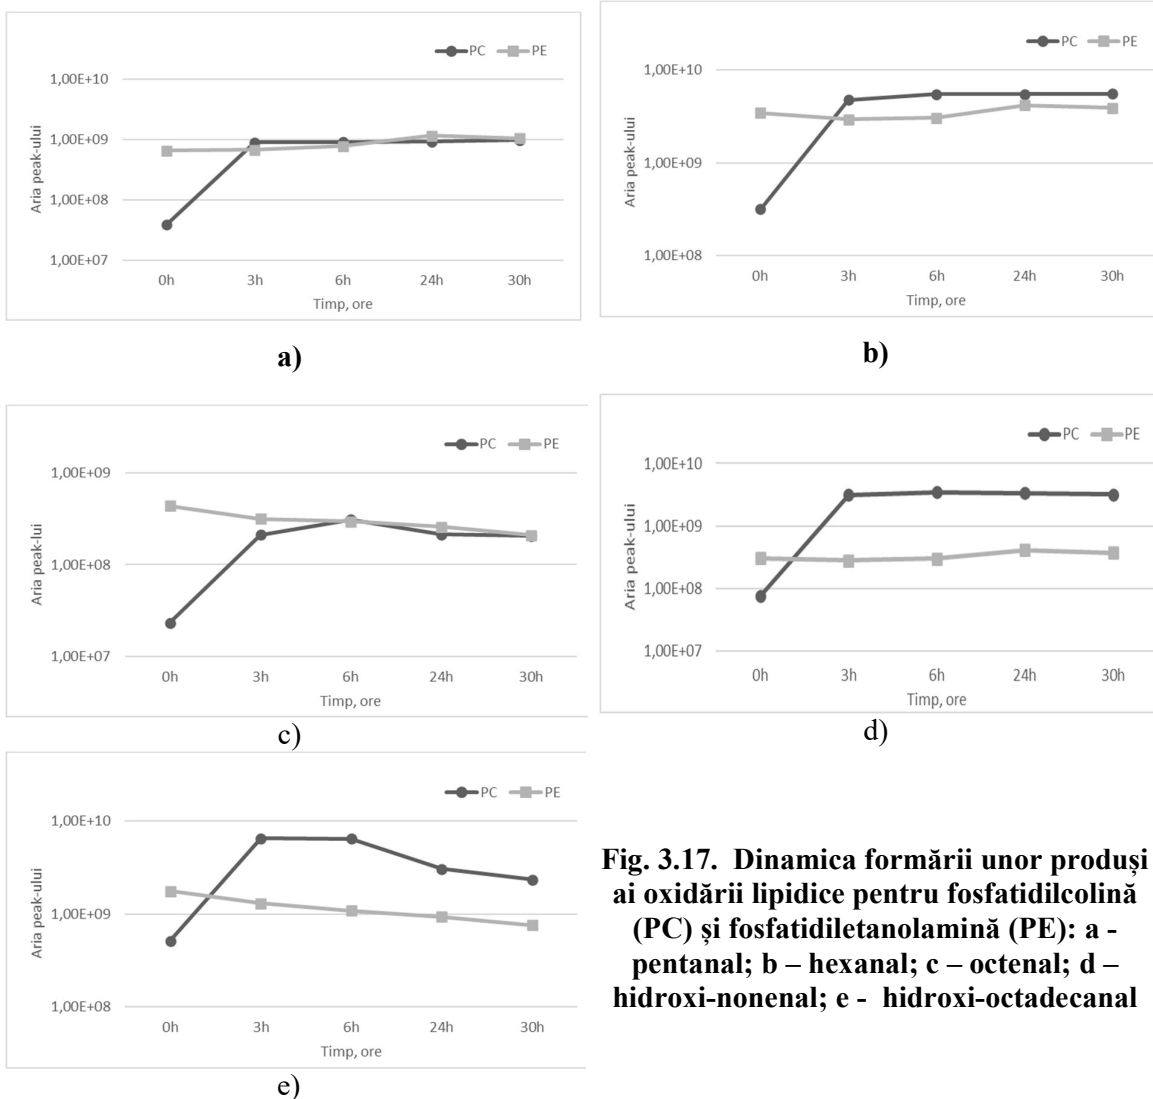 PC PE
1,00E+10
1,00E+09
1,00E+08
1,00E+07
Aria peak-ului
0h 3h 6h 24h 30h
Timp, ore
a)
PC PE
1,00E+10
1,00E+09
1,00E+08
Aria peak-ului
0h 3h 6h 24h 30h
Timp, ore
b)
PC PE
1,00E+09
1,00E+08
1,00E+07
Aria peak-lui
0h 3h 6h 24h 30h
Timp, ore
c)
PC PE
1,00E+10
1,00E+09
1,00E+08
1,00E+07
Aria peak-ului
0h 3h 6h 24h 30h
Timp, ore
d)
PC PE
1,00E+10
1,00E+09
1,00E+08
Aria peak-ului
0h 3h 6h 24h 30h
Timp, ore
e)
Fig. 3.17. Dinamica formării unor produși
ai oxidării lipidice pentru fosfatidilcolină
(PC) și fosfatidiletanolamină (PE): a -
pentanal; b – hexanal; c – octenal; d –
hidroxi-nonenal; e - hidroxi-octadecanal